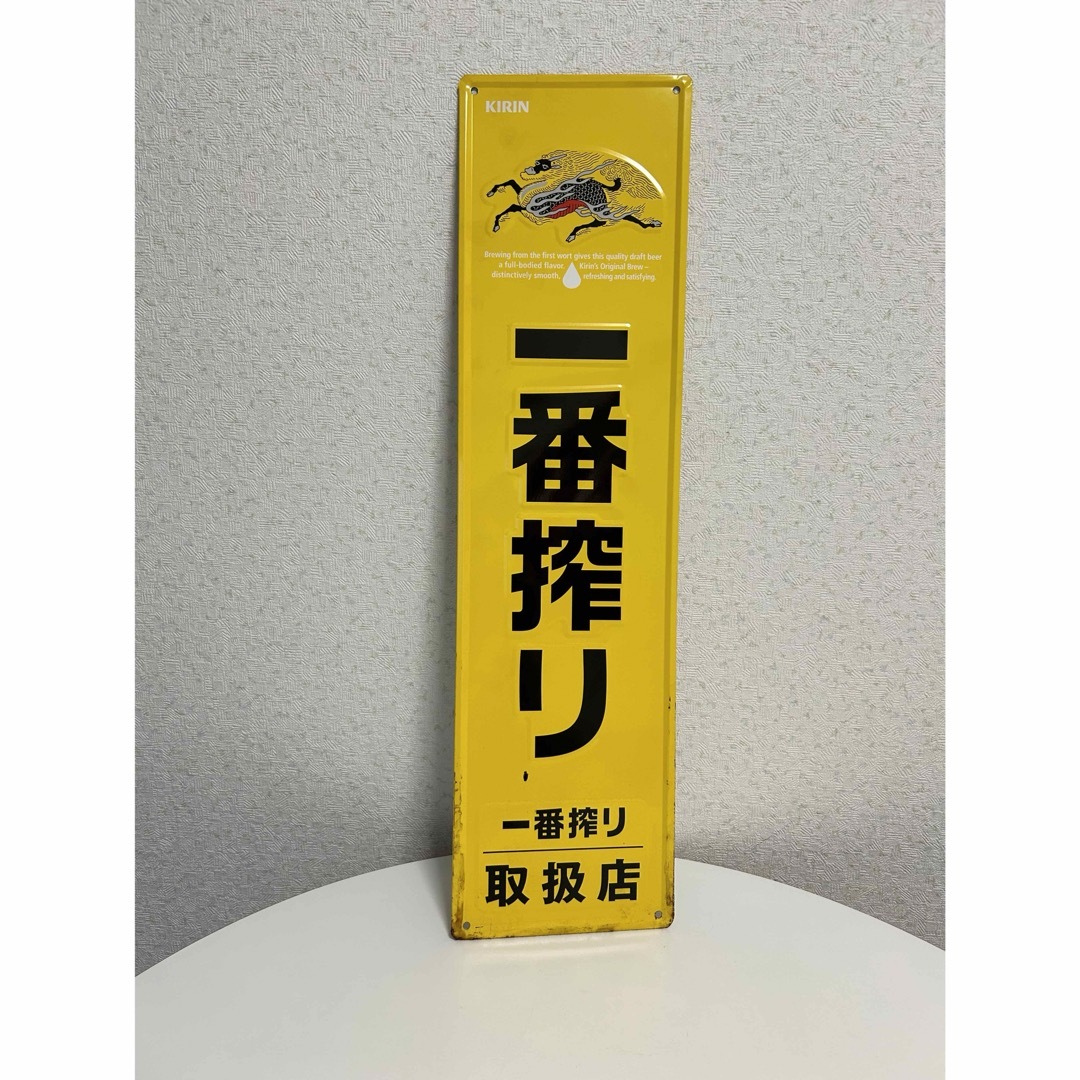 KIRIN
Brewing from the first wort gives this quality draft beer
a full-bodied flavor. Kirin's Original Brew –
distinctively smooth, refreshing and satisfying.
一番搾り
一番搾り
取扱店